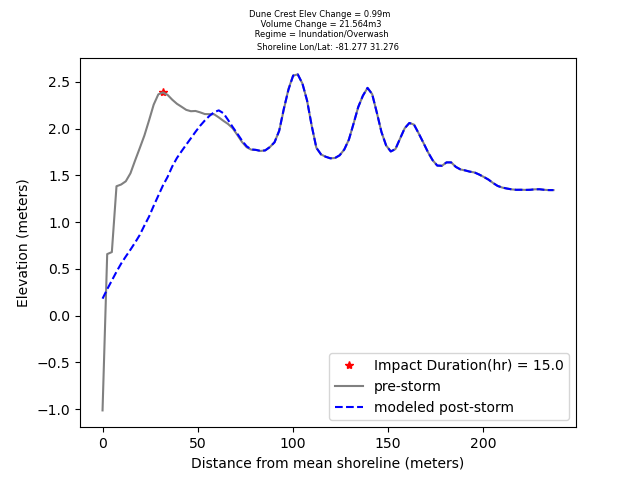 Dune Crest Elev Change = 0.99m
Volume Change = 21.564m3
Regime = Inundation/Overwash
Shoreline Lon/Lat: -81.277 31.276
2.5
2.0
1.5
1.0
0.5
0.0
−0.5
−1.0
Elevation (meters)
Impact Duration(hr) = 15.0
pre-storm
modeled post-storm
0 50 100 150 200
Distance from mean shoreline (meters)